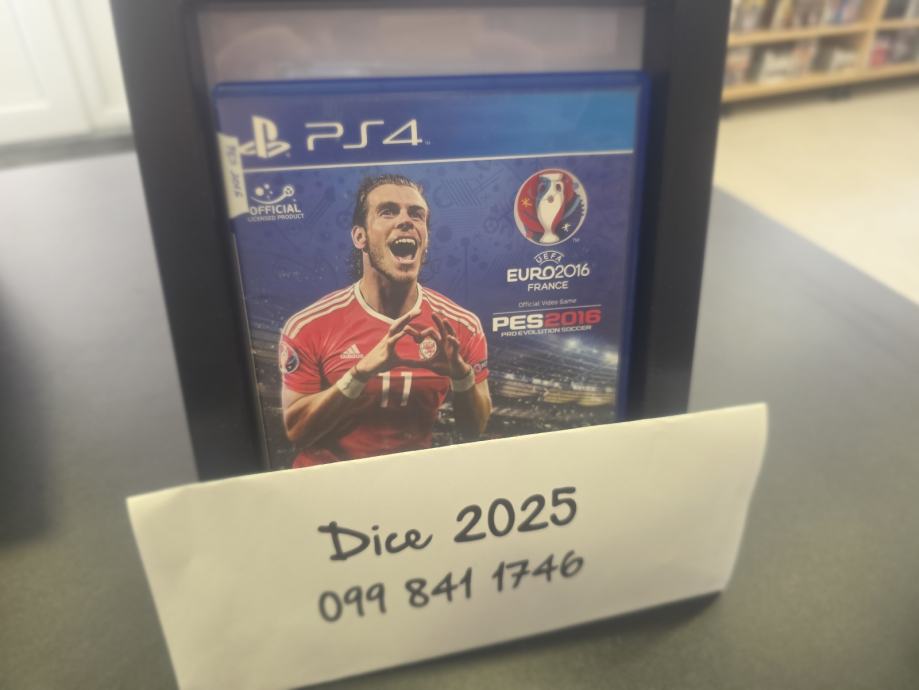 PS4
OFFICIAL
LICENSED PRODUCT
UEFA
EURO2016
FRANCE
Official Video Game
PES2016
PRO EVOLUTION SOCCER
adidas
11
Dice 2025
099 841 1746